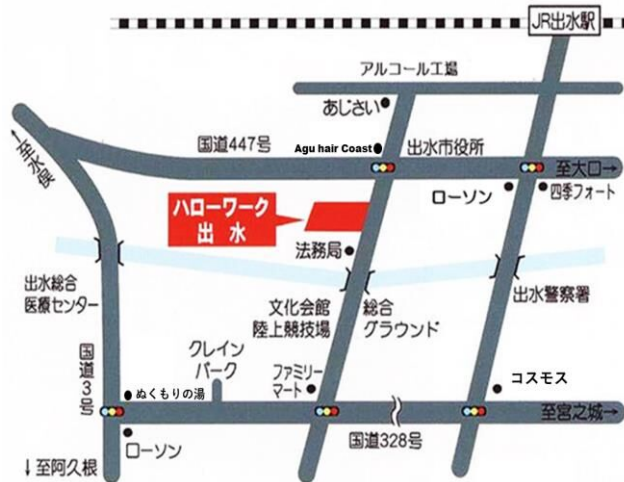 JR出水駅
アルコール工場
あじさい
国道447号
Agu hair Coast
出水市役所
至水俣
至大口→
ハローワーク
出水
ローソン
四季フォート
法務局
出水総合
医療センター
文化会館
陸上競技場
総合
グラウンド
出水警察署
国道3号
クレイン
パーク
ファミリー
マート
コスモス
ぬくもりの湯
至宮之城→
国道328号
ローソン
↓至阿久根